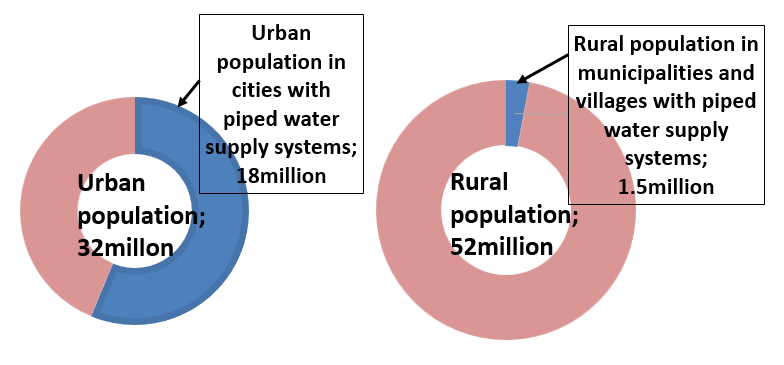 Urban
population in
cities with
piped water
supply systems;
18million
Urban
population;
32millon
Rural population in
municipalities and
villages with piped
water supply
systems;
1.5million
Rural
population;
52million